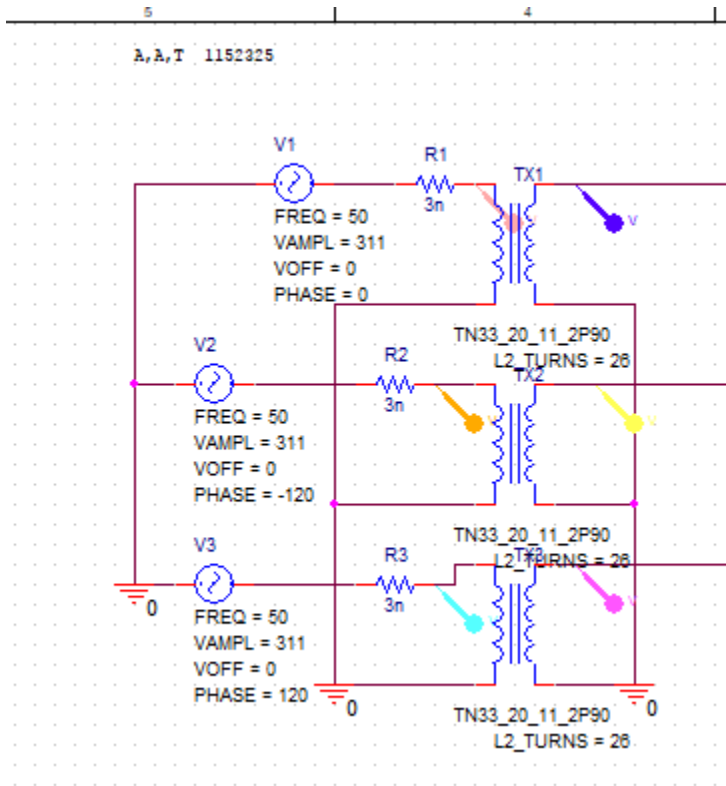 5 4
A,A,T 1152325
V1
R1
TX1
3n
V
V
FREQ = 50
VAMPL = 311
VOFF = 0
PHASE = 0
TN33_20_11_2P90
L2_TURNS = 26
V2
R2
TX2
3n
V
V
FREQ = 50
VAMPL = 311
VOFF = 0
PHASE = -120
TN33_20_11_2P90
L2_TURNS = 26
V3
R3
TX3
3n
V
0
FREQ = 50
VAMPL = 311
VOFF = 0
PHASE = 120
0
0
TN33_20_11_2P90
L2_TURNS = 26